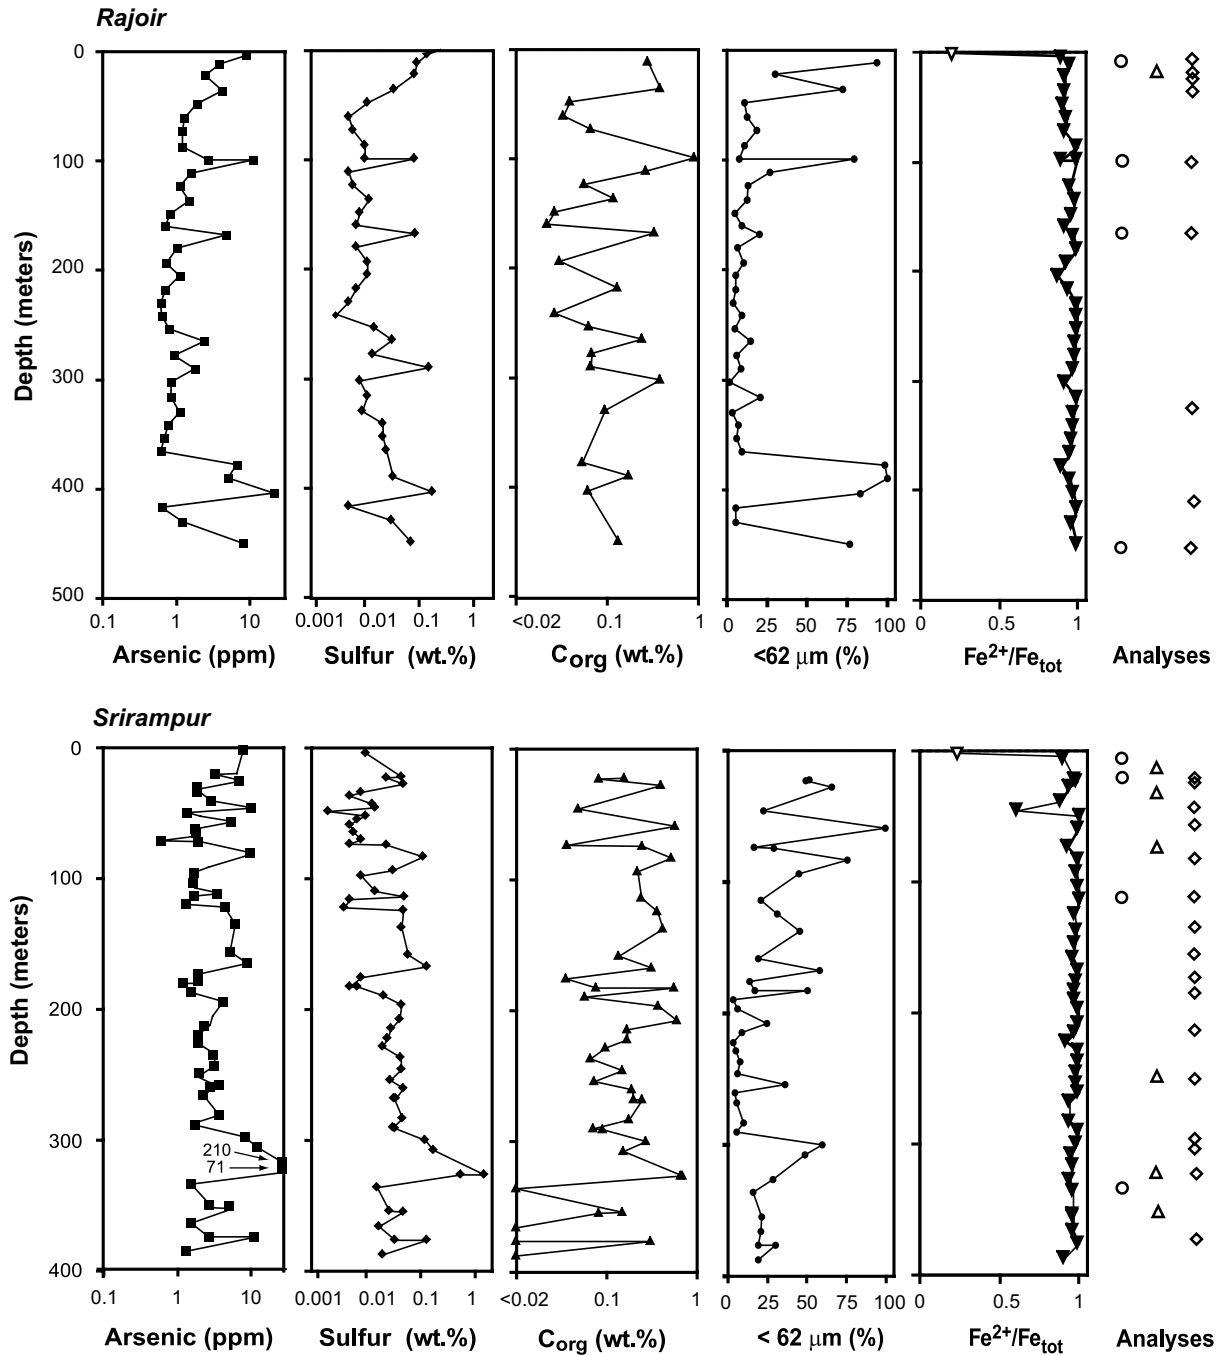 Rajoir
0
100
200
300
400
500
Depth (meters)
0.1 1 10
Arsenic (ppm)
0.001 0.01 0.1 1
Sulfur (wt.%)
<0.02 0.1 1
Corg (wt.%)
0 25 50 75 100
<62 μm (%)
0 0.5 1
Fe2+/Fetot
Analyses
Srirampur
0
100
200
300
400
Depth (meters)
210
71
0.1 1 10
Arsenic (ppm)
0.001 0.01 0.1 1
Sulfur (wt.%)
<0.02 0.1 1
Corg (wt.%)
0 25 50 75 100
< 62 μm (%)
0 0.5 1
Fe2+/Fetot
Analyses